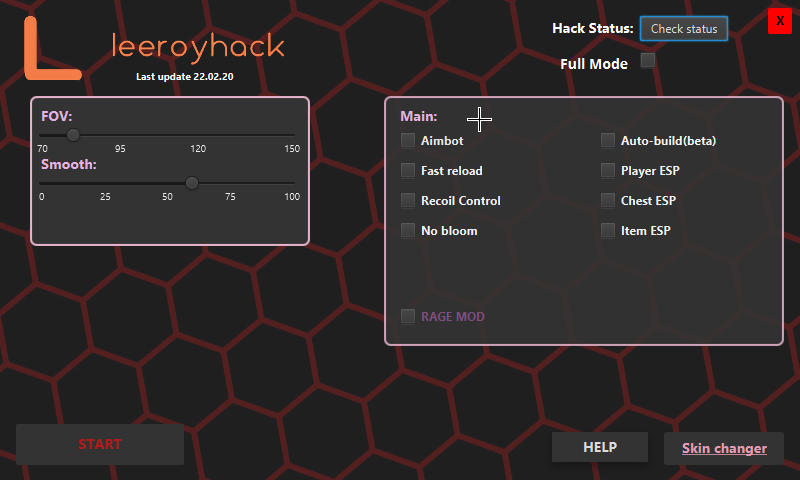 leeroyhack
Last update 22.02.20
Hack Status: Check status
X
Full Mode
FOV:
70 95 120 150
Smooth:
0 25 50 75 100
Main:
Aimbot Auto-build(beta)
Fast reload Player ESP
Recoil Control Chest ESP
No bloom Item ESP
RAGE MOD
START
HELP
Skin changer